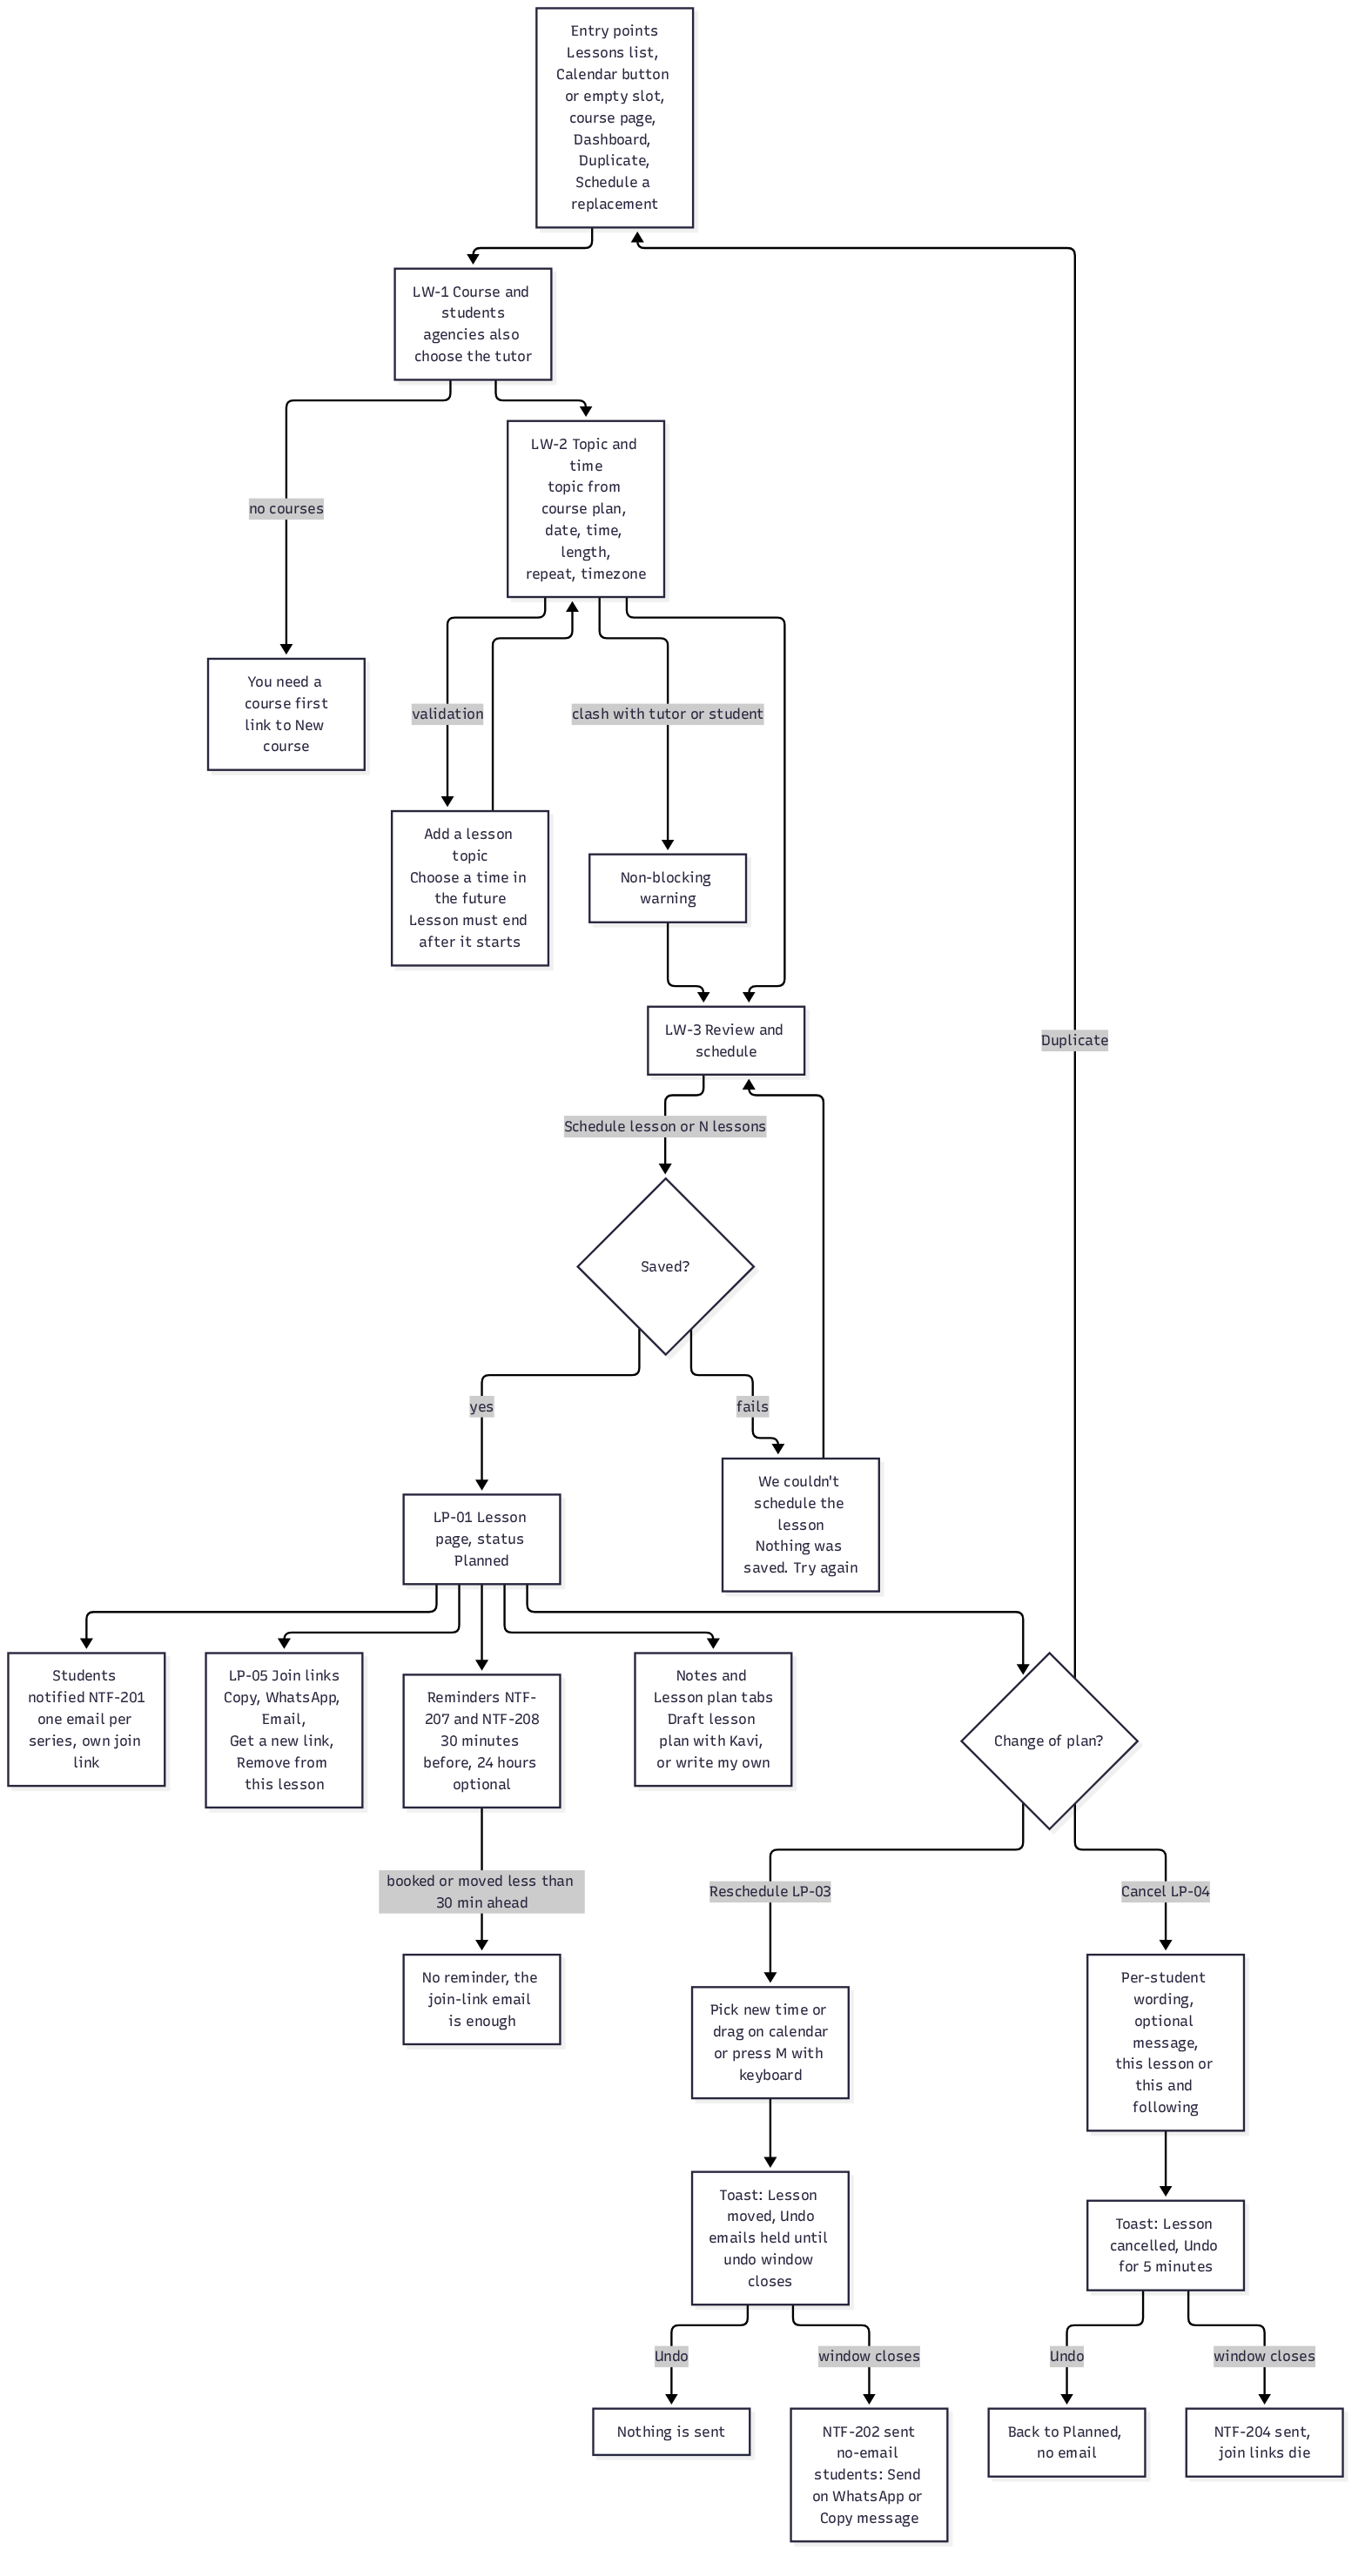 Entry points
Lessons list,
Calendar button
or empty slot,
course page,
Dashboard,
Duplicate,
Schedule a
replacement
LW-1 Course and
students
agencies also
choose the tutor
LW-2 Topic and
time
topic from
course plan,
date, time,
length,
repeat, timezone
no courses
You need a
course first
link to New
course
validation
clash with tutor or student
Add a lesson
topic
Choose a time in
the future
Lesson must end
after it starts
Non-blocking
warning
LW-3 Review and
schedule
Duplicate
Schedule lesson or N lessons
Saved?
yes
fails
We couldn't
schedule the
lesson
Nothing was
saved. Try again
LP-01 Lesson
page, status
Planned
Students
notified NTF-201
one email per
series, own join
link
LP-05 Join links
Copy, WhatsApp,
Email,
Get a new link,
Remove from
this lesson
Reminders NTF-
207 and NTF-208
30 minutes
before, 24 hours
optional
Notes and
Lesson plan tabs
Draft lesson
plan with Kavi,
or write my own
Change of plan?
booked or moved less than
30 min ahead
Reschedule LP-03
Cancel LP-04
No reminder, the
join-link email
is enough
Pick new time or
drag on calendar
or press M with
keyboard
Per-student
wording,
optional
message,
this lesson or
this and
following
Toast: Lesson
moved, Undo
emails held until
undo window
closes
Toast: Lesson
cancelled, Undo
for 5 minutes
Undo
window closes
Undo
window closes
Nothing is sent
NTF-202 sent
no-email
students: Send
on WhatsApp or
Copy message
Back to Planned,
no email
NTF-204 sent,
join links die